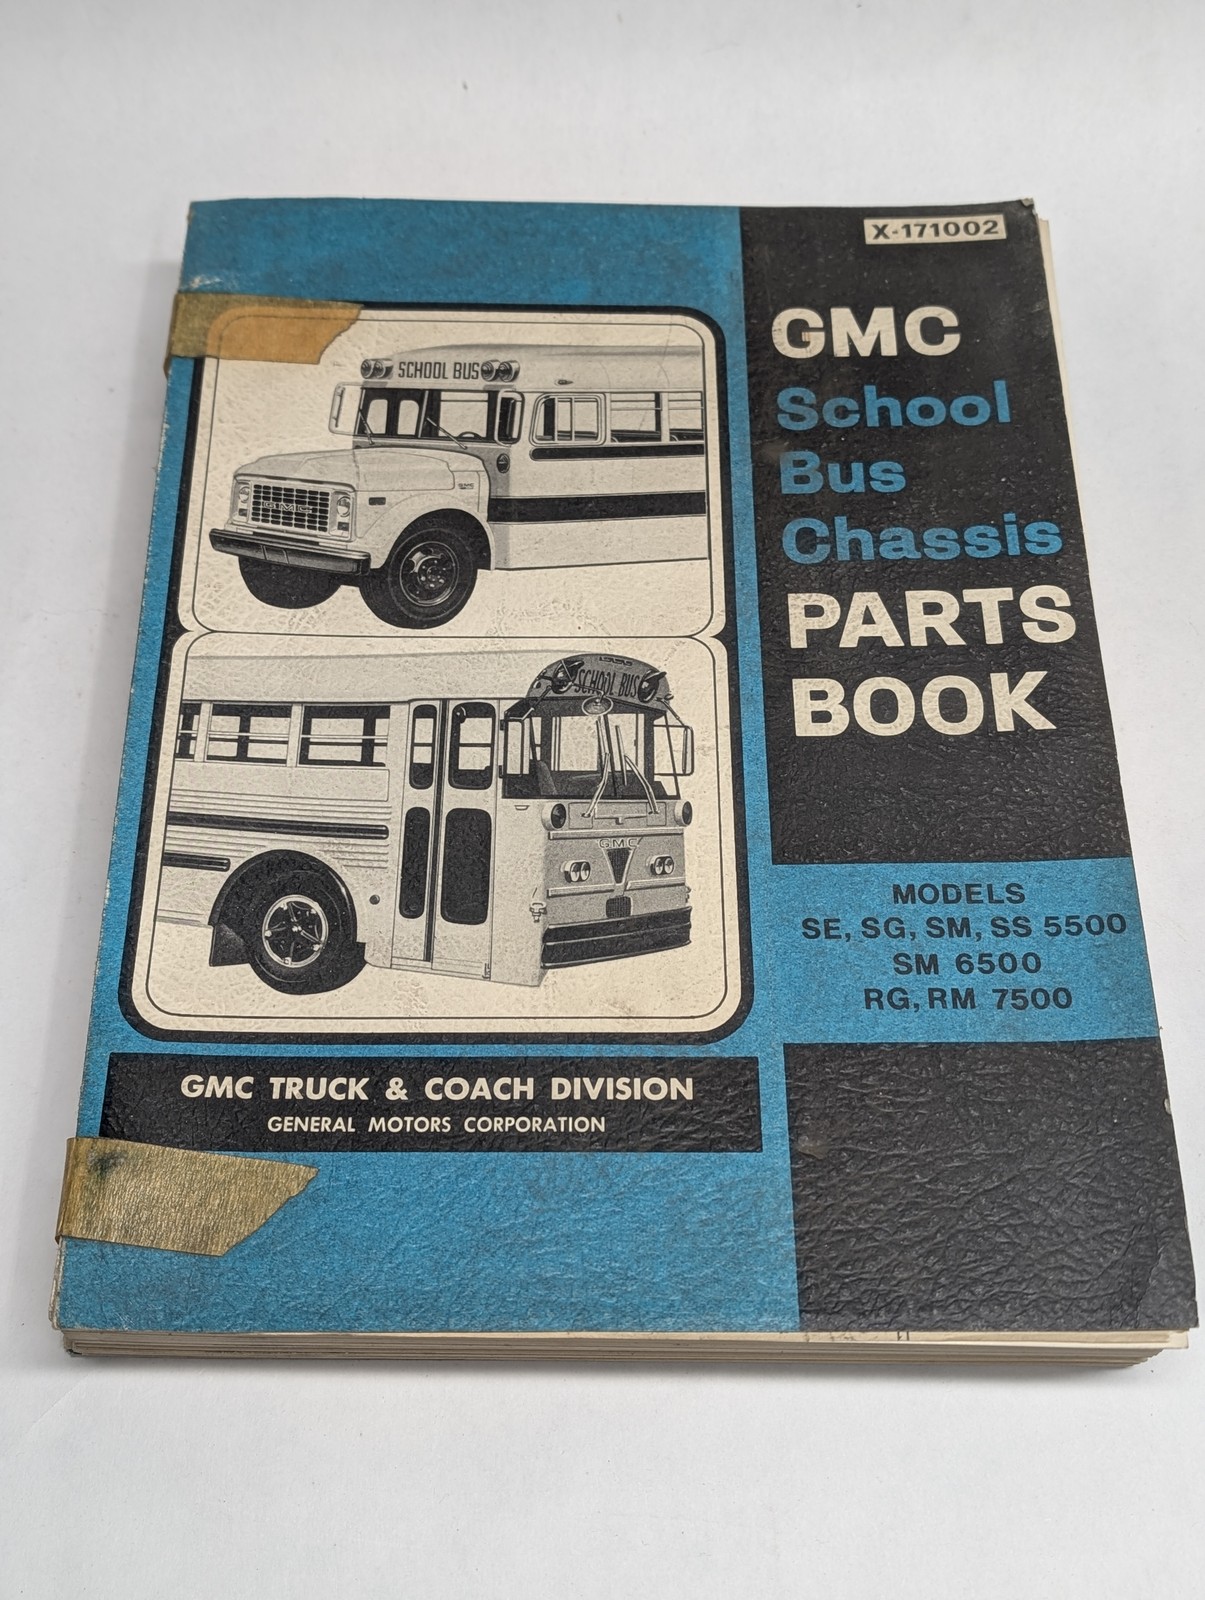 X-171002
GMC
School
Bus
Chassis
PARTS
BOOK
MODELS
SE, SG, SM, SS 5500
SM 6500
RG, RM 7500
SCHOOL BUS
GMC
SCHOOL BUS
GMC
GMC TRUCK & COACH DIVISION
GENERAL MOTORS CORPORATION